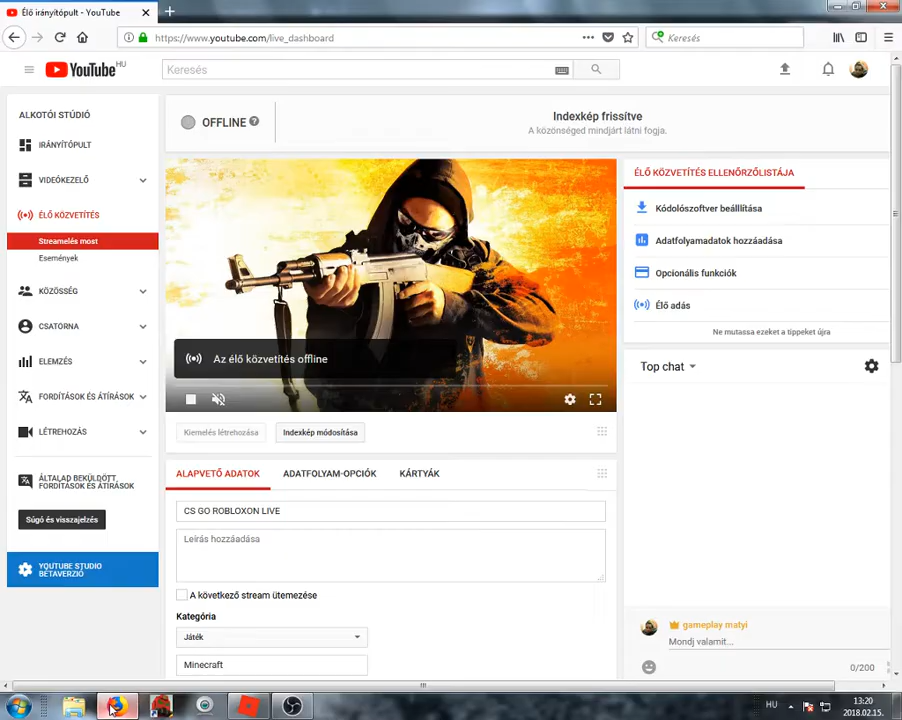 Élő irányítópult - YouTube
https://www.youtube.com/live_dashboard
Keresés
YouTube HU
Keresés
ALKOTÓI STÚDIÓ
IRÁNYÍTÓPULT
VIDEÓKEZELŐ
ÉLŐ KÖZVETÍTÉS
Streamelés most
Események
KÖZÖSSÉG
CSATORNA
ELEMZÉS
FORDÍTÁSOK ÉS ÁTÍRÁSOK
LÉTREHOZÁS
ÁLTALAD BEKÜLDÖTT
FORDÍTÁSOK ÉS ÁTÍRÁSOK
Súgó és visszajelzés
YOUTUBE STUDIO
BÉTAVERZIÓ
OFFLINE
Indexkép frissítve
A közönséged mindjárt látni fogja.
Az élő közvetítés offline
Kiemelés létrehozása
Indexkép módosítása
ALAPVETŐ ADATOK
ADATFOLYAM-OPCIÓK
KÁRTYÁK
CS GO ROBLOXON LIVE
Leírás hozzáadása
A következő stream ütemezése
Kategória
Játék
Minecraft
ÉLŐ KÖZVETÍTÉS ELLENŐRZŐLISTÁJA
Kódolószoftver beálllítása
Adatfolyamadatok hozzáadása
Opcionális funkciók
Élő adás
Ne mutassa ezeket a tippeket újra
Top chat
gameplay matyi
Mondj valamit...
0/200
HU
13:20
2018.02.15.